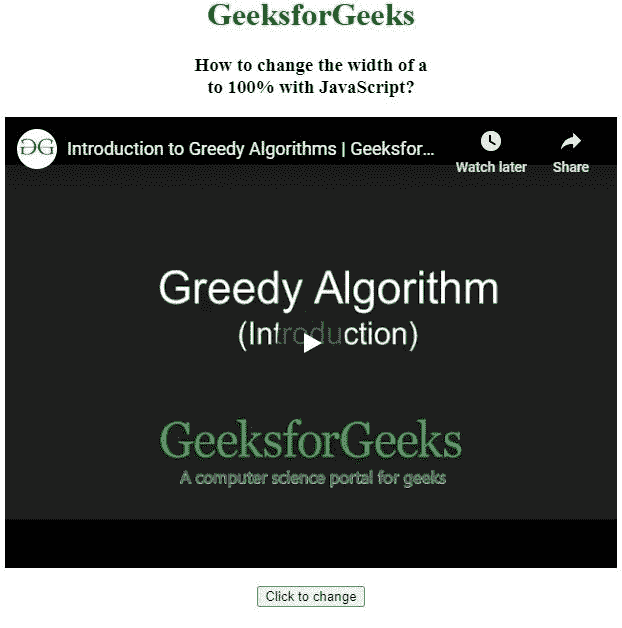 GeeksforGeeks
How to change the width of a
to 100% with JavaScript?
GG
Introduction to Greedy Algorithms | Geeksfor...
Watch later
Share
Greedy Algorithm
(Introduction)
GeeksforGeeks
A computer science portal for geeks
Click to change